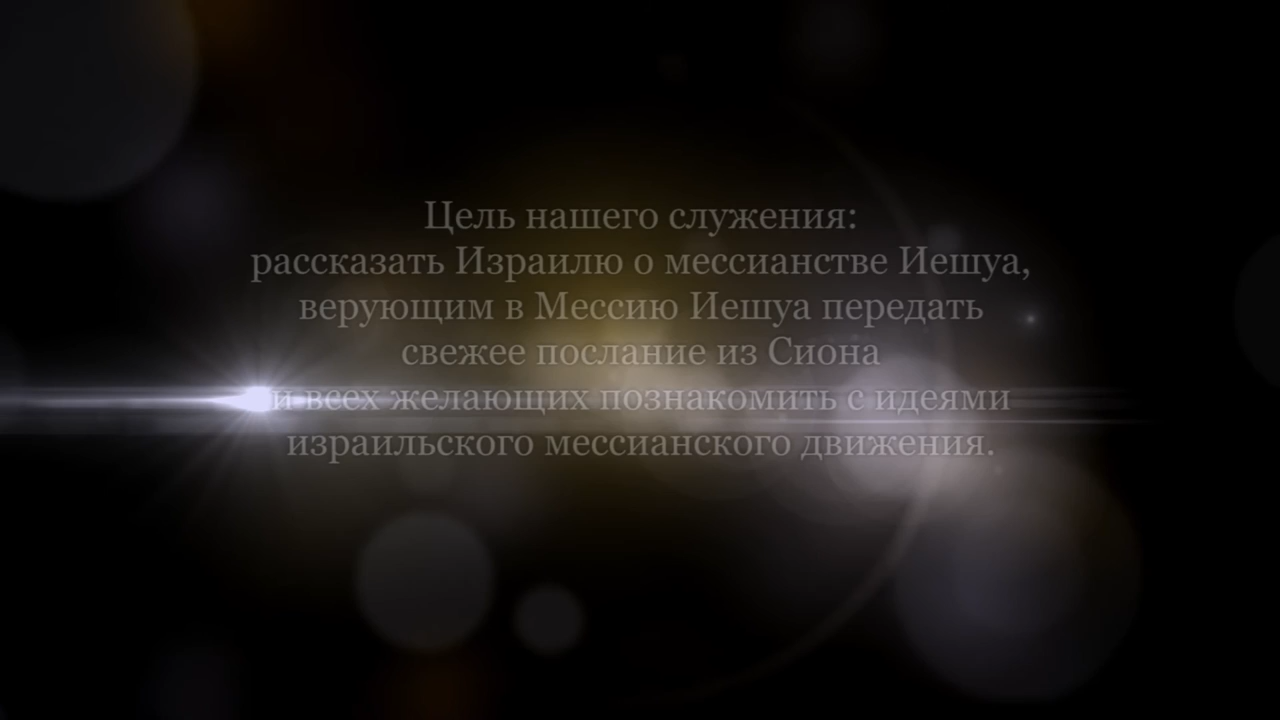 Цель нашего служения:
рассказать Израилю о мессианстве Иешуа,
верующим в Мессию Иешуа передать
свежее послание из Сиона
и всех желающих познакомить с идеями
израильского мессианского движения.